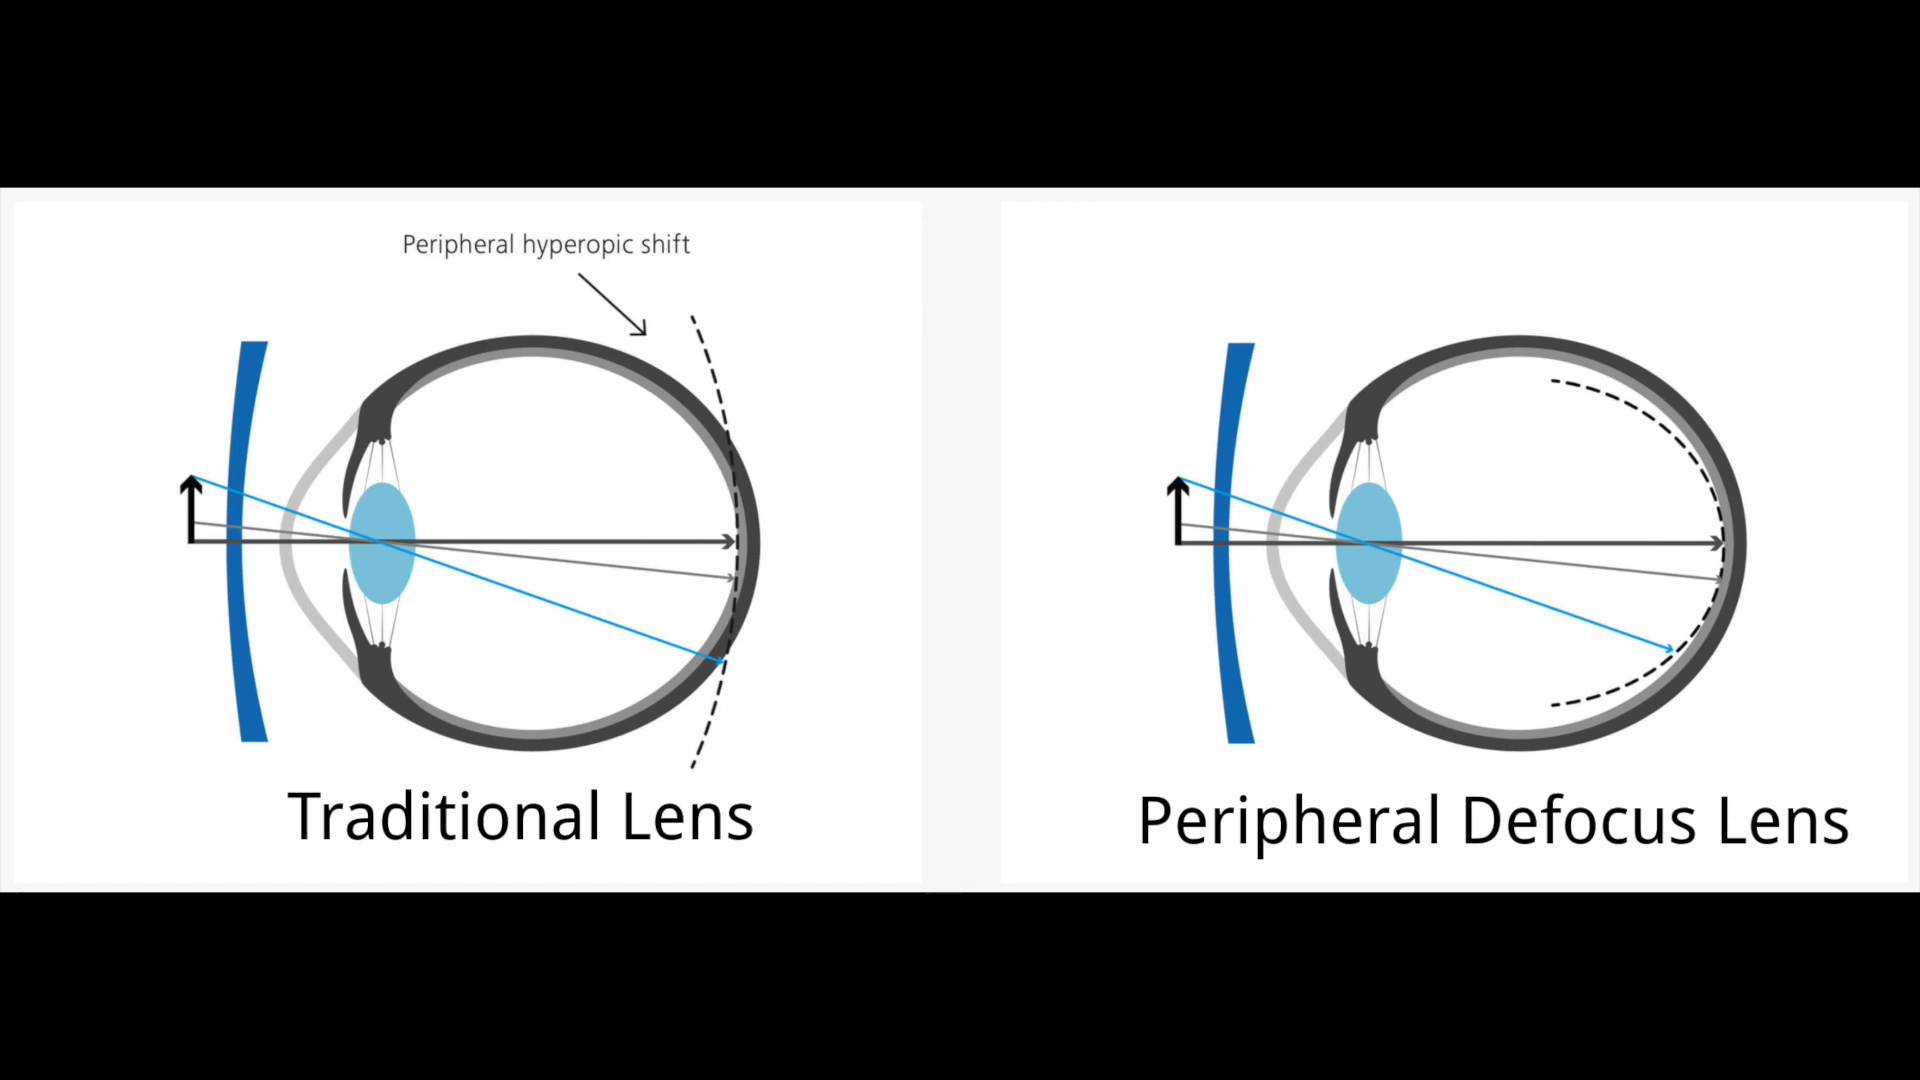 Peripheral hyperopic shift
Traditional Lens
Peripheral Defocus Lens